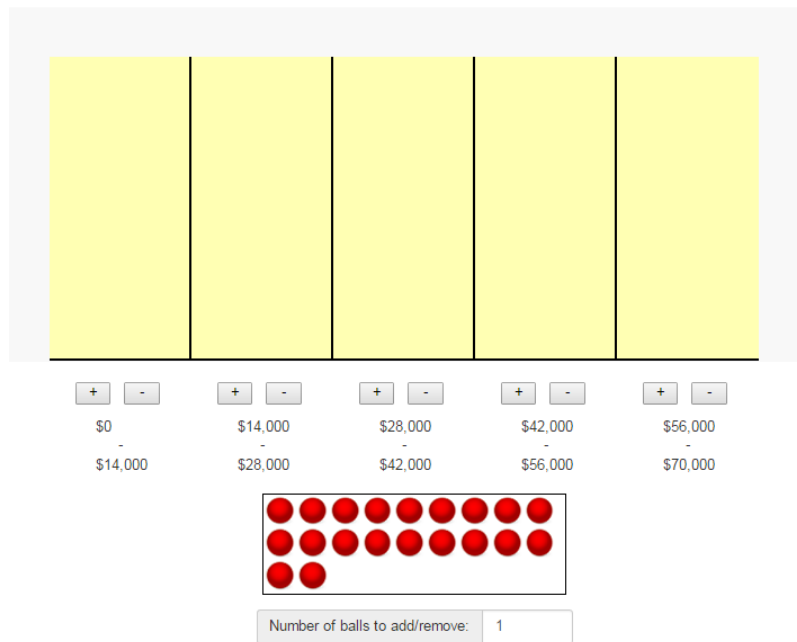 + - + - + - + - + -
$0 $14,000 $28,000 $42,000 $56,000
- - - - -
$14,000 $28,000 $42,000 $56,000 $70,000
Number of balls to add/remove: 1